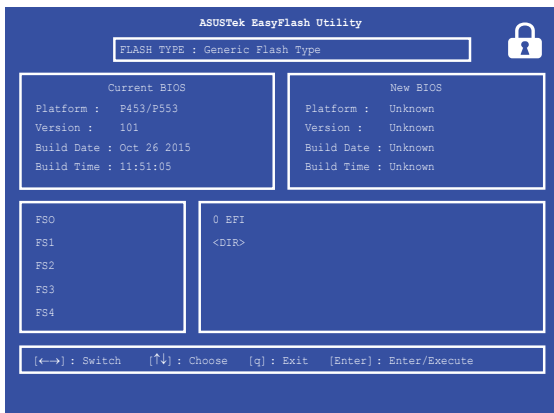 ASUSTek EasyFlash Utility
FLASH TYPE : Generic Flash Type
Current BIOS
Platform : P453/P553
Version : 101
Build Date : Oct 26 2015
Build Time : 11:51:05
New BIOS
Platform : Unknown
Version : Unknown
Build Date : Unknown
Build Time : Unknown
FSO
FS1
FS2
FS3
FS4
0 EFI
<DIR>
[←→] : Switch [↑↓] : Choose [q] : Exit [Enter] : Enter/Execute